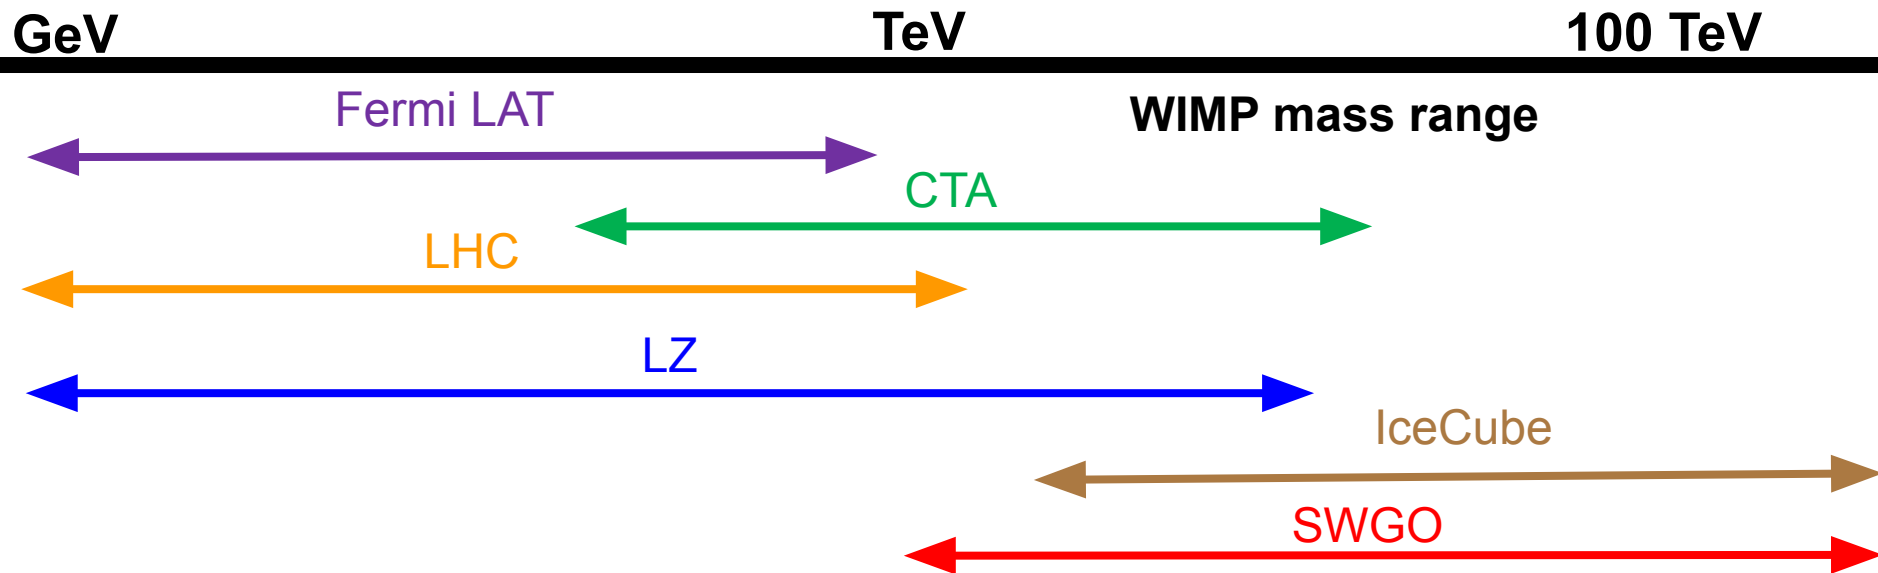 GeV TeV 100 TeV
Fermi LAT
WIMP mass range
CTA
LHC
LZ
IceCube
SWGO